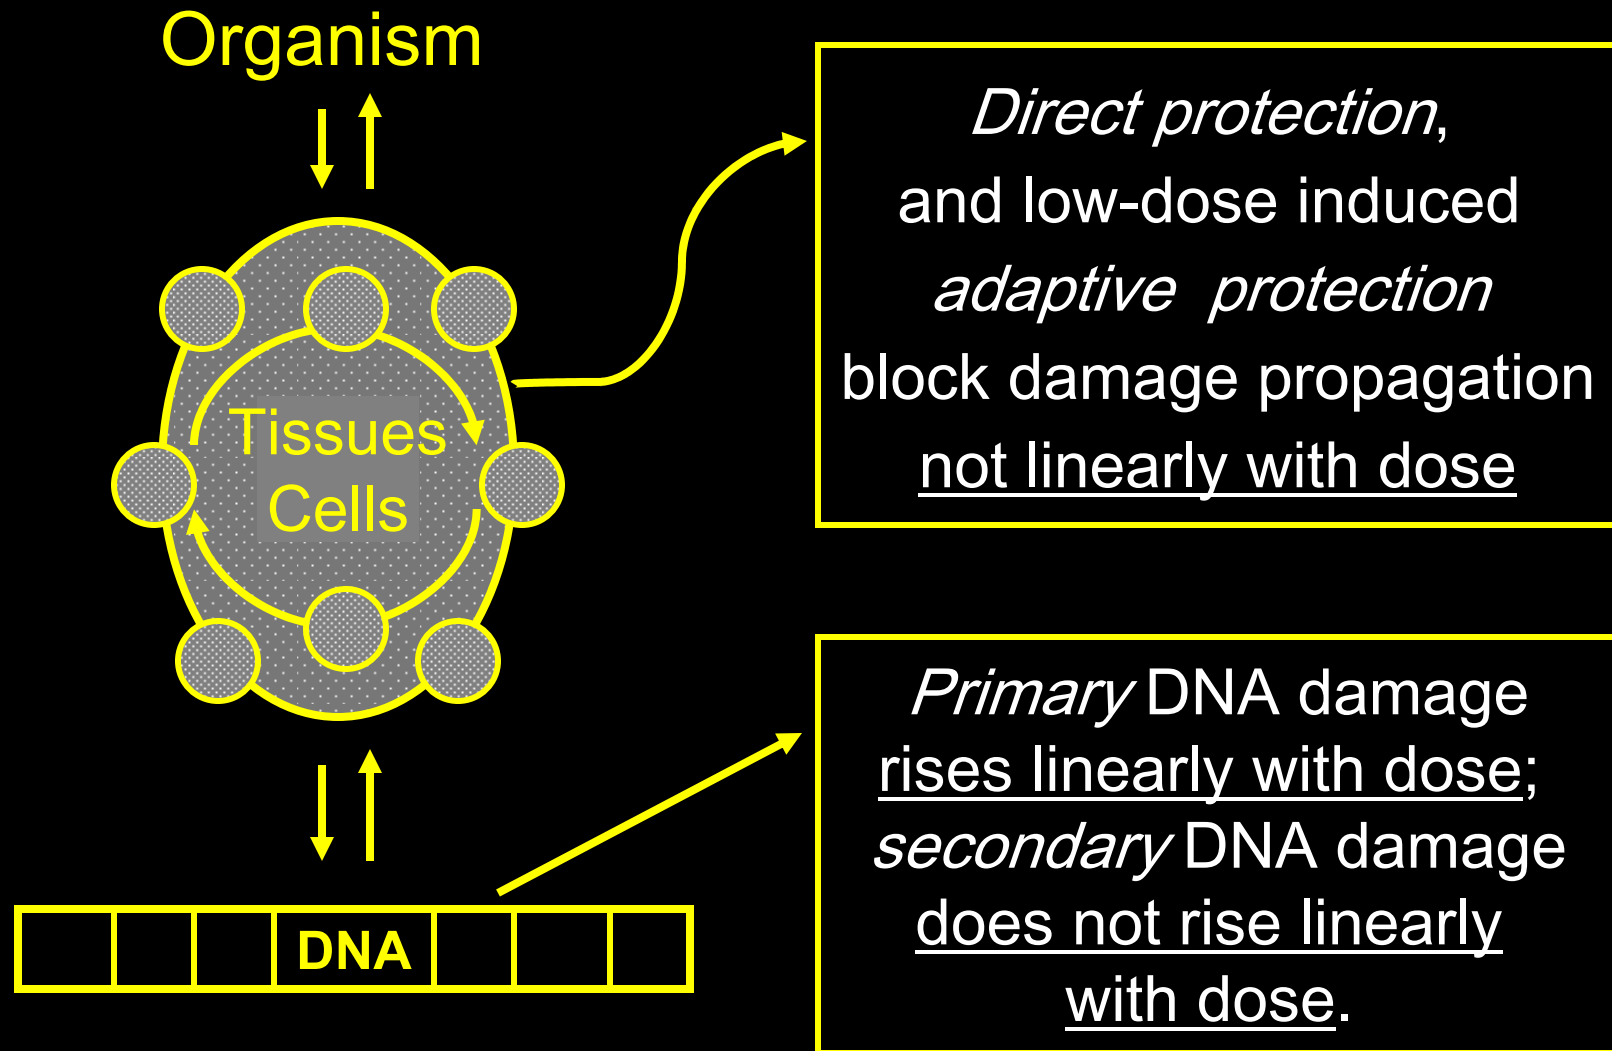 Organism
Tissues
Cells
DNA
Direct protection,
and low-dose induced
adaptive protection
block damage propagation
not linearly with dose
Primary DNA damage
rises linearly with dose;
secondary DNA damage
does not rise linearly
with dose.